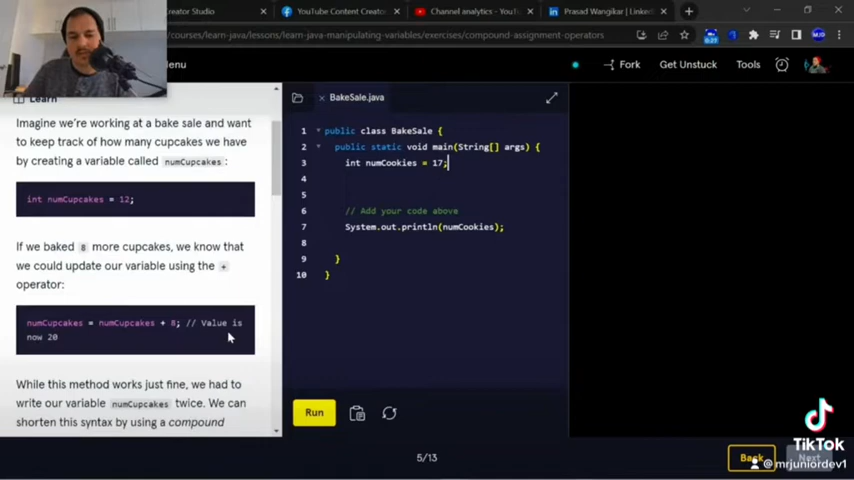 tor Studio
YouTube Content Creator
Channel analytics - YouTube
Prasad Wangikar | Linked
/courses/learn-java/lessons/learn-java-manipulating-variables/exercises/compound-assignment-operators
0:21
MJD
Menu
Fork
Get Unstuck
Tools
Learn
BakeSale.java
Imagine we're working at a bake sale and want
to keep track of how many cupcakes we have
by creating a variable called numCupcakes:
int numCupcakes = 12;
If we baked 8 more cupcakes, we know that
we could update our variable using the +
operator:
numCupcakes = numCupcakes + 8; // Value is
now 20
While this method works just fine, we had to
write our variable numCupcakes twice. We can
shorten this syntax by using a compound
1 public class BakeSale {
2 public static void main(String[] args) {
3 int numCookies = 17;
4
5
6 // Add your code above
7 System.out.println(numCookies);
8
9 }
10 }
Run
5/13
Back
Next
TikTok
@mrjuniordev1